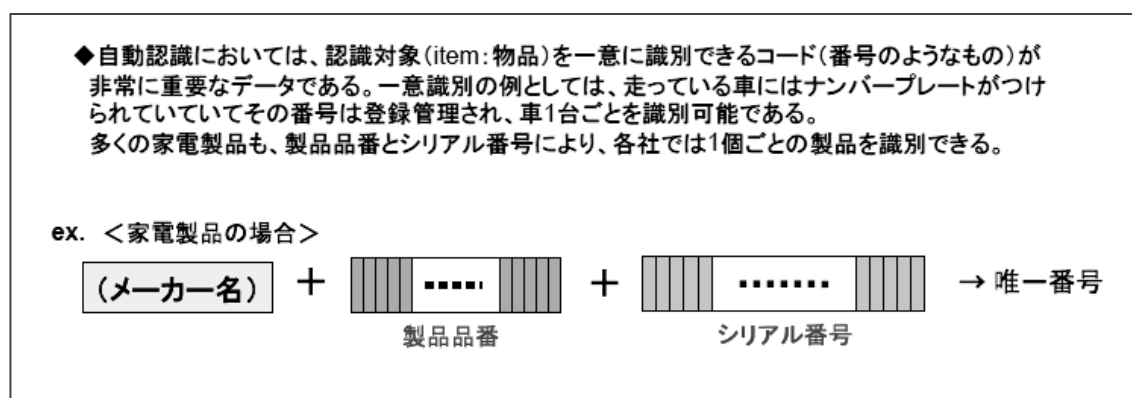 ◆自動認識においては、認識対象(item:物品)を一意に識別できるコード(番号のようなもの)が
非常に重要なデータである。一意識別の例としては、走っている車にはナンバープレートがつけ
られていていてその番号は登録管理され、車1台ごとを識別可能である。
多くの家電製品も、製品品番とシリアル番号により、各社では1個ごとの製品を識別できる。
ex. <家電製品の場合>
(メーカー名) + + → 唯一番号
製品品番 シリアル番号